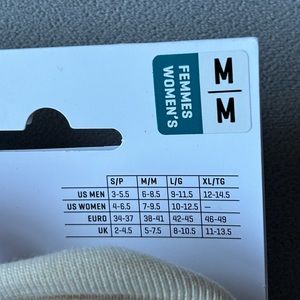 FEMMES
WOMEN'S
M
M
S/P M/M L/G XL/TG
US MEN 3-5.5 6-8.5 9-11.5 12-14.5
US WOMEN 4-6.5 7-9.5 10-12.5 —
EURO 34-37 38-41 42-45 46-49
UK 2-4.5 5-7.5 8-10.5 11-13.5